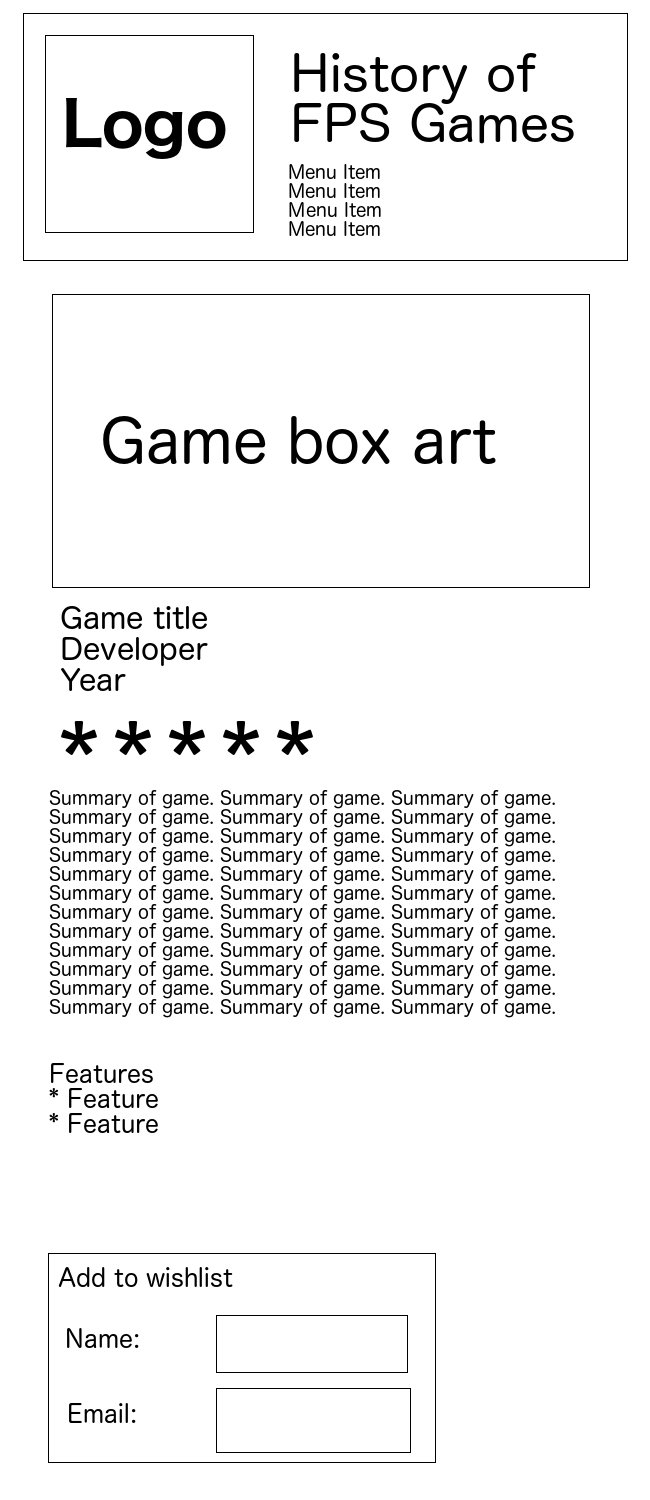 Logo
History of
FPS Games
Menu Item
Menu Item
Menu Item
Menu Item
Game box art
Game title
Developer
Year
* * * * *
Summary of game. Summary of game. Summary of game.
Summary of game. Summary of game. Summary of game.
Summary of game. Summary of game. Summary of game.
Summary of game. Summary of game. Summary of game.
Summary of game. Summary of game. Summary of game.
Summary of game. Summary of game. Summary of game.
Summary of game. Summary of game. Summary of game.
Summary of game. Summary of game. Summary of game.
Summary of game. Summary of game. Summary of game.
Summary of game. Summary of game. Summary of game.
Summary of game. Summary of game. Summary of game.
Summary of game. Summary of game. Summary of game.
Features
* Feature
* Feature
Add to wishlist
Name:
Email: